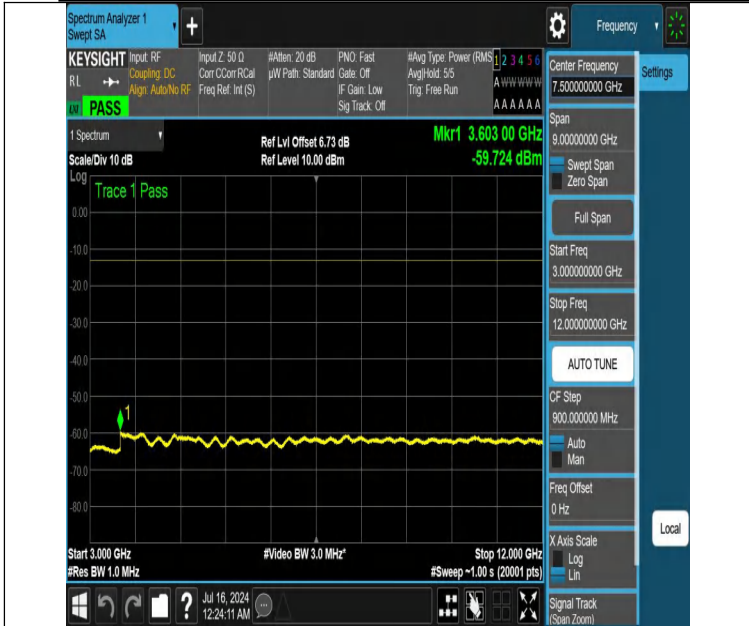 Spectrum Analyzer 1
Swept SA
Frequency
KEYSIGHT
RL
PASS
Input: RF
Coupling: DC
Align: Auto/No RF
Input Z: 50 Ω
Corr CCorr RCal
Freq Ref: Int (S)
#Atten: 20 dB
µW Path: Standard
PNO: Fast
Gate: Off
IF Gain: Low
Sig Track: Off
#Avg Type: Power (RMS
Avg|Hold: 5/5
Trig: Free Run
1 2 3 4 5 6
A W W W W W
A A A A A A
1 Spectrum
Scale/Div 10 dB
Ref Lvl Offset 6.73 dB
Ref Level 10.00 dBm
Mkr1 3.603 00 GHz
-59.724 dBm
Log
Trace 1 Pass
0.00
-10.0
-20.0
-30.0
-40.0
-50.0
-60.0
-70.0
-80.0
1
Start 3.000 GHz
#Res BW 1.0 MHz
#Video BW 3.0 MHz*
Stop 12.000 GHz
#Sweep ~1.00 s (20001 pts)
Jul 16, 2024
12:24:11 AM
Center Frequency
7.500000000 GHz
Settings
Span
9.00000000 GHz
Swept Span
Zero Span
Full Span
Start Freq
3.000000000 GHz
Stop Freq
12.000000000 GHz
AUTO TUNE
CF Step
900.000000 MHz
Auto
Man
Freq Offset
0 Hz
X Axis Scale
Log
Lin
Local
Signal Track
(Span Zoom)